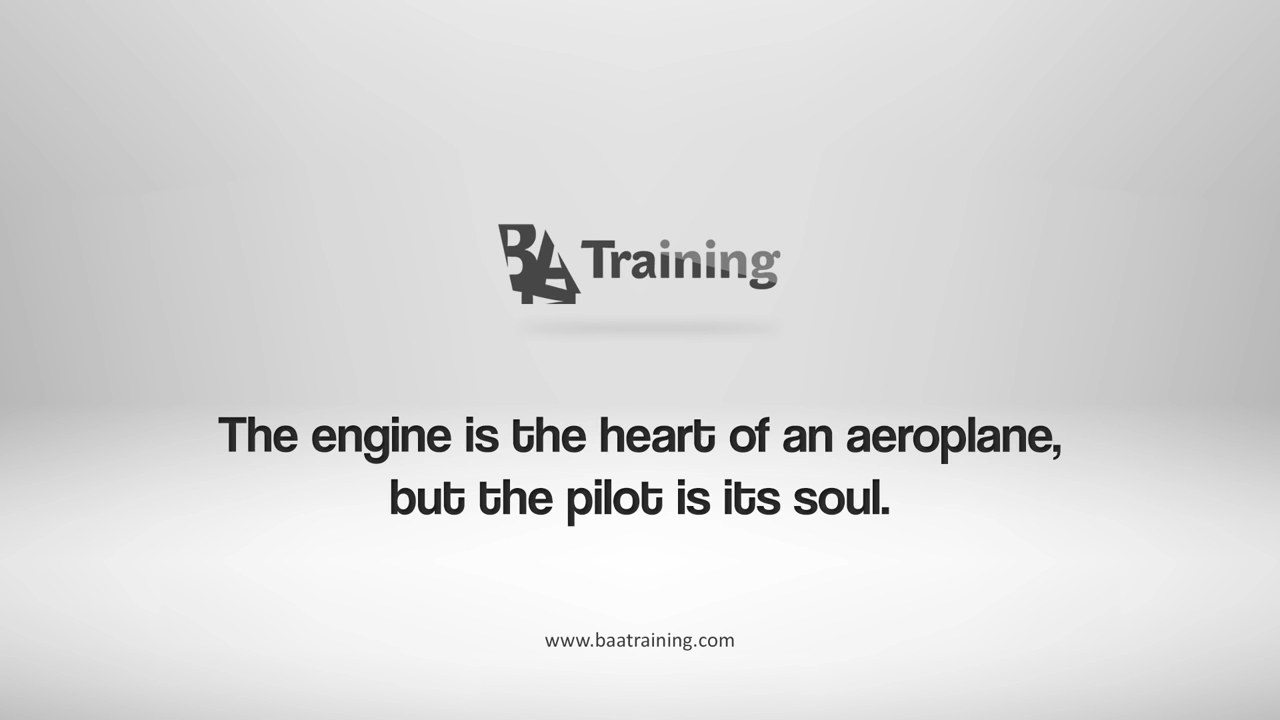 BAA Training
The engine is the heart of an aeroplane,
but the pilot is its soul.
www.baatraining.com